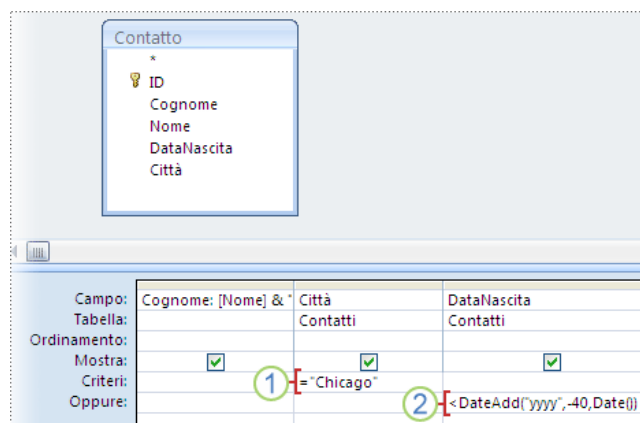 Contatto
*
ID
Cognome
Nome
DataNascita
Città
Campo: Cognome: [Nome] & " Città DataNascita
Tabella: Contatti Contatti
Ordinamento:
Mostra:
Criteri: 1 ="Chicago"
Oppure: 2 <DateAdd("yyyy",-40,Date())